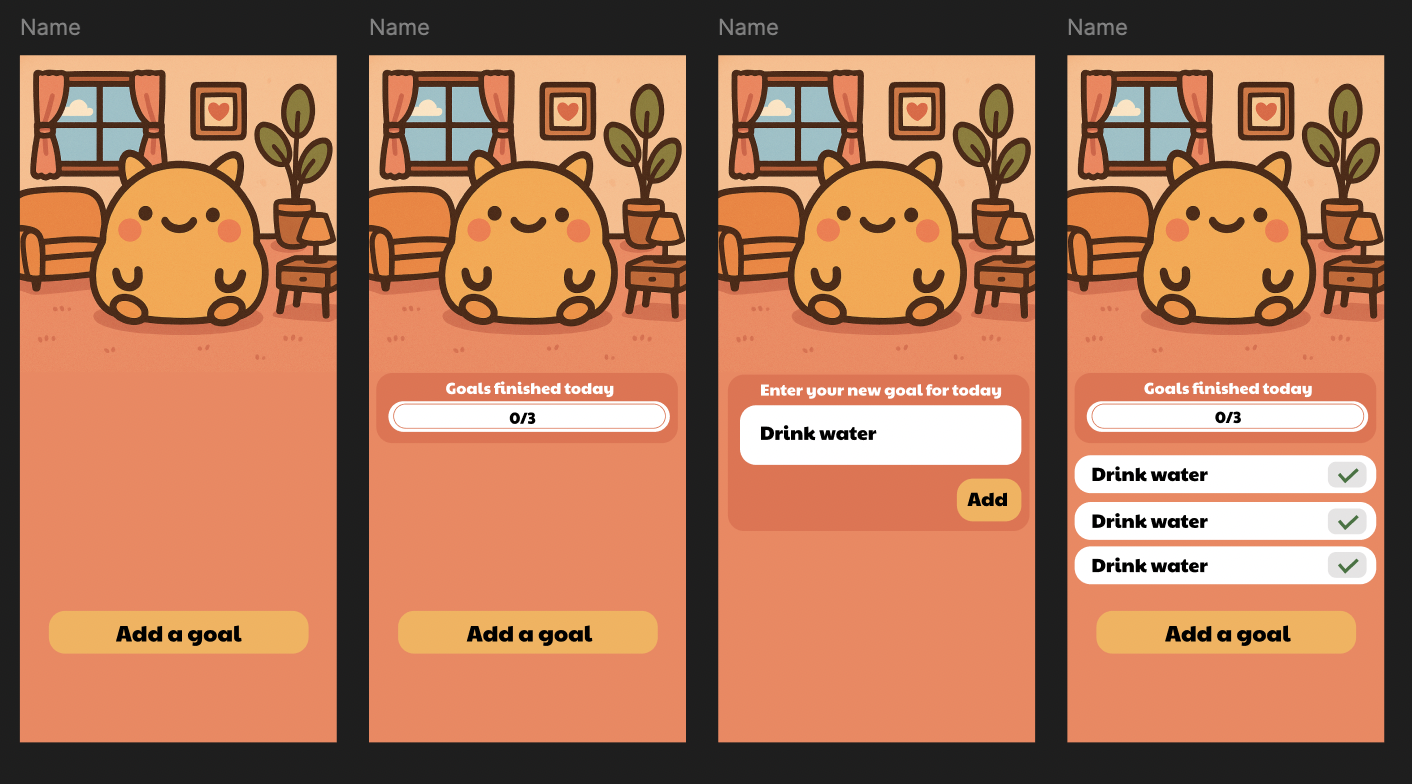 Name
Name
Name
Name
Add a goal
Goals finished today
0/3
Add a goal
Enter your new goal for today
Drink water
Add
Goals finished today
0/3
Drink water
Drink water
Drink water
Add a goal